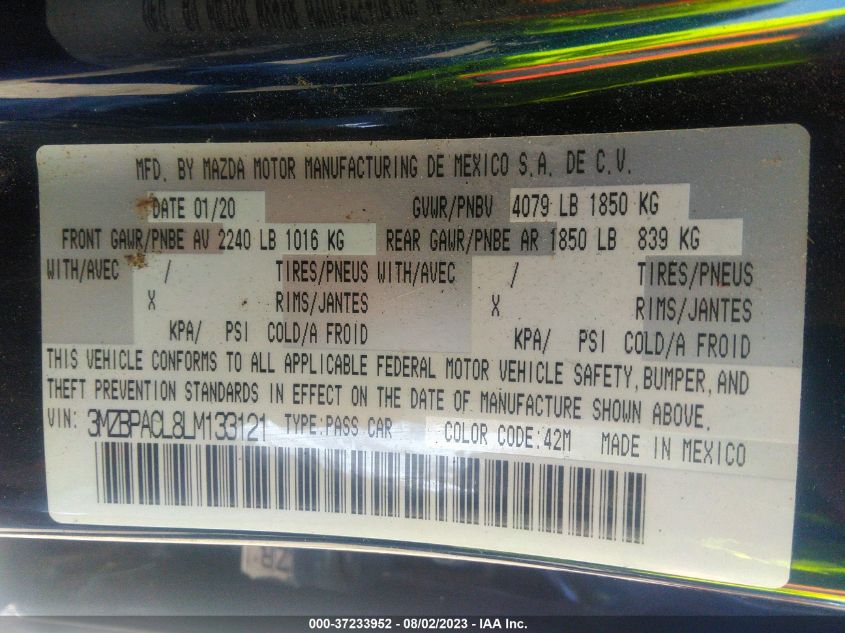 MFD. BY MAZDA MOTOR MANUFACTURING DE MEXICO S.A. DE C.V.
DATE 01/20 GVWR/PNBV 4079 LB 1850 KG
FRONT GAWR/PNBE AV 2240 LB 1016 KG REAR GAWR/PNBE AR 1850 LB 839 KG
WITH/AVEC / TIRES/PNEUS WITH/AVEC / TIRES/PNEUS
X RIMS/JANTES X RIMS/JANTES
KPA/ PSI COLD/A FROID KPA/ PSI COLD/A FROID
THIS VEHICLE CONFORMS TO ALL APPLICABLE FEDERAL MOTOR VEHICLE SAFETY, BUMPER, AND
THEFT PREVENTION STANDARDS IN EFFECT ON THE DATE OF MANUFACTURE SHOWN ABOVE.
VIN: 3MZBPACL8LM133121 TYPE: PASS CAR COLOR CODE: 42M MADE IN MEXICO
000-37233952 - 08/02/2023 - IAA Inc.